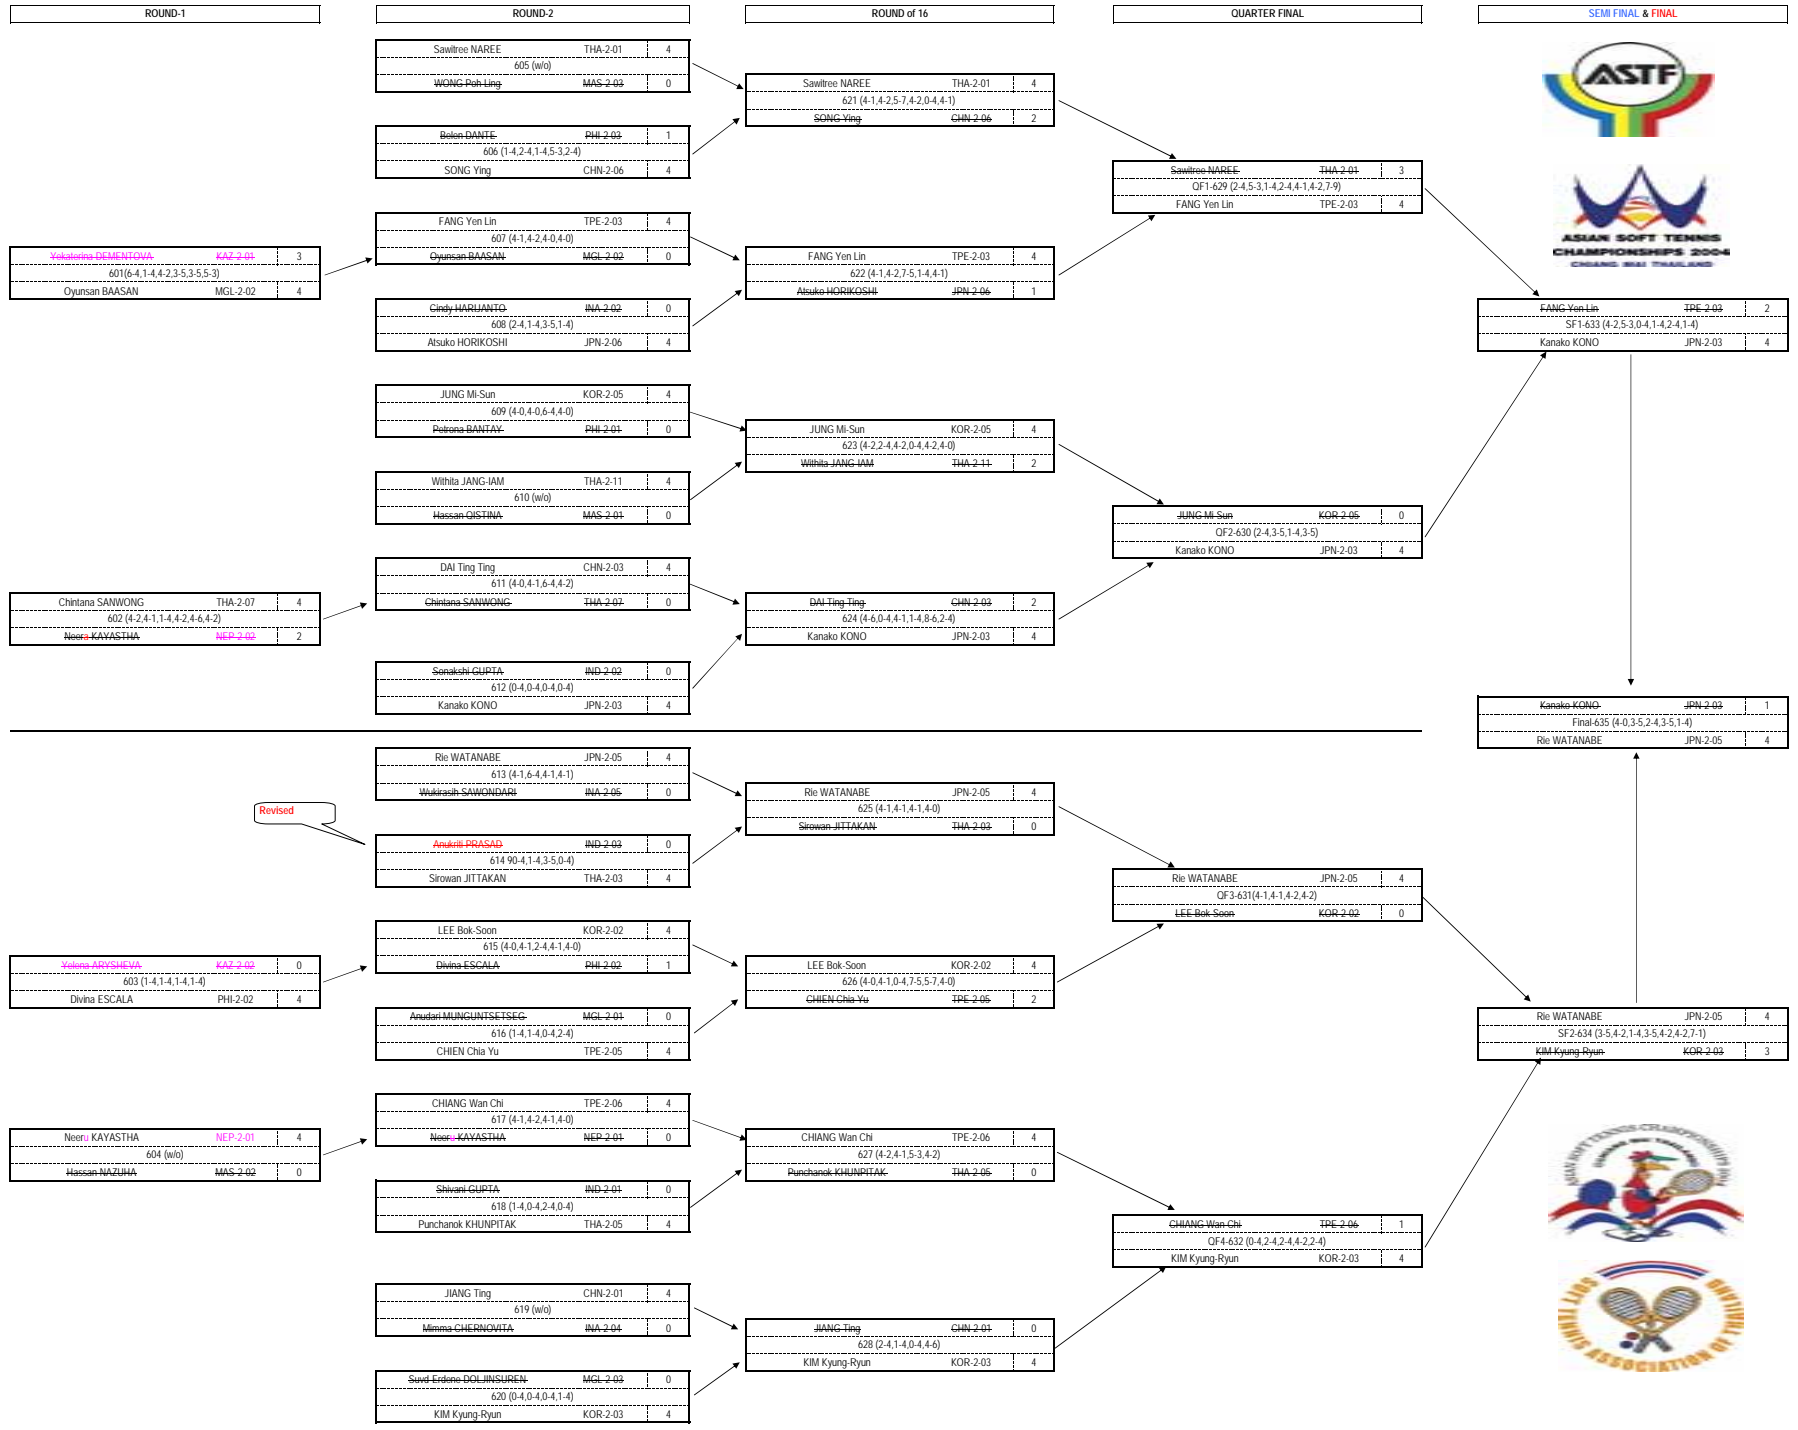 ROUND-1
ROUND-2
ROUND of 16
QUARTER FINAL
SEMI FINAL & FINAL
Yekaterina DEMENTOVA KAZ-2-01 3
601(6-4,1-4,4-2,3-5,3-5,5-3)
Oyunsan BAASAN MGL-2-02 4
Chintana SANWONG THA-2-07 4
602 (4-2,4-1,1-4,4-2,4-6,4-2)
Neera KAYASTHA NEP-2-02 2
Revised
Yelena ARYSHEVA KAZ-2-02 0
603 (1-4,1-4,1-4,1-4)
Divina ESCALA PHI-2-02 4
Neeru KAYASTHA NEP-2-01 4
604 (w/o)
Hassan NAZUHA MAS-2-02 0
Sawitree NAREE THA-2-01 4
605 (w/o)
WONG Poh Ling MAS-2-03 0
Belen DANTE PHI-2-03 1
606 (1-4,2-4,1-4,5-3,2-4)
SONG Ying CHN-2-06 4
FANG Yen Lin TPE-2-03 4
607 (4-1,4-2,4-0,4-0)
Oyunsan BAASAN MGL-2-02 0
Cindy HARIJANTO INA-2-02 0
608 (2-4,1-4,3-5,1-4)
Atsuko HORIKOSHI JPN-2-06 4
JUNG Mi-Sun KOR-2-05 4
609 (4-0,4-0,6-4,4-0)
Petrona BANTAY PHI-2-01 0
Withita JANG-IAM THA-2-11 4
610 (w/o)
Hassan QISTINA MAS-2-01 0
DAI Ting Ting CHN-2-03 4
611 (4-0,4-1,6-4,4-2)
Chintana SANWONG THA-2-07 0
Sonakshi GUPTA IND-2-02 0
612 (0-4,0-4,0-4,0-4)
Kanako KONO JPN-2-03 4
Rie WATANABE JPN-2-05 4
613 (4-1,6-4,4-1,4-1)
Wukirasih SAWONDARI INA-2-05 0
Anukriti PRASAD IND-2-03 0
614 90-4,1-4,3-5,0-4)
Sirowan JITTAKAN THA-2-03 4
LEE Bok-Soon KOR-2-02 4
615 (4-0,4-1,2-4,4-1,4-0)
Divina ESCALA PHI-2-02 1
Anudari MUNGUNTSETSEG MGL-2-01 0
616 (1-4,1-4,0-4,2-4)
CHIEN Chia Yu TPE-2-05 4
CHIANG Wan Chi TPE-2-06 4
617 (4-1,4-2,4-1,4-0)
Neeru KAYASTHA NEP-2-01 0
Shivani GUPTA IND-2-01 0
618 (1-4,0-4,2-4,0-4)
Punchanok KHUNPITAK THA-2-05 4
JIANG Ting CHN-2-01 4
619 (w/o)
Mimma CHERNOVITA INA-2-04 0
Suvd-Erdene DOLJINSUREN MGL-2-03 0
620 (0-4,0-4,0-4,1-4)
KIM Kyung-Ryun KOR-2-03 4
Sawitree NAREE THA-2-01 4
621 (4-1,4-2,5-7,4-2,0-4,4-1)
SONG Ying CHN-2-06 2
FANG Yen Lin TPE-2-03 4
622 (4-1,4-2,7-5,1-4,4-1)
Atsuko HORIKOSHI JPN-2-06 1
JUNG Mi-Sun KOR-2-05 4
623 (4-2,2-4,4-2,0-4,4-2,4-0)
Withita JANG-IAM THA-2-11 2
DAI Ting Ting CHN-2-03 2
624 (4-6,0-4,4-1,1-4,8-6,2-4)
Kanako KONO JPN-2-03 4
Rie WATANABE JPN-2-05 4
625 (4-1,4-1,4-1,4-0)
Sirowan JITTAKAN THA-2-03 0
LEE Bok-Soon KOR-2-02 4
626 (4-0,4-1,0-4,7-5,5-7,4-0)
CHIEN Chia Yu TPE-2-05 2
CHIANG Wan Chi TPE-2-06 4
627 (4-2,4-1,5-3,4-2)
Punchanok KHUNPITAK THA-2-05 0
JIANG Ting CHN-2-01 0
628 (2-4,1-4,0-4,4-6)
KIM Kyung-Ryun KOR-2-03 4
Sawitree NAREE THA-2-01 3
QF1-629 (2-4,5-3,1-4,2-4,4-1,4-2,7-9)
FANG Yen Lin TPE-2-03 4
JUNG Mi-Sun KOR-2-05 0
QF2-630 (2-4,3-5,1-4,3-5)
Kanako KONO JPN-2-03 4
Rie WATANABE JPN-2-05 4
QF3-631(4-1,4-1,4-2,4-2)
LEE Bok-Soon KOR-2-02 0
CHIANG Wan Chi TPE-2-06 1
QF4-632 (0-4,2-4,2-4,4-2,2-4)
KIM Kyung-Ryun KOR-2-03 4
ASTF
ASIAN SOFT TENNIS
CHAMPIONSHIPS 2004
CHIANG MAI THAILAND
FANG Yen Lin TPE-2-03 2
SF1-633 (4-2,5-3,0-4,1-4,2-4,1-4)
Kanako KONO JPN-2-03 4
Kanako KONO JPN-2-03 1
Final-635 (4-0,3-5,2-4,3-5,1-4)
Rie WATANABE JPN-2-05 4
Rie WATANABE JPN-2-05 4
SF2-634 (3-5,4-2,1-4,3-5,4-2,4-2,7-1)
KIM Kyung-Ryun KOR-2-03 3
ASIAN SOFT TENNIS CHAMPIONSHIPS 2004
CHIANG MAI THAILAND
SOFT TENNIS ASSOCIATION OF THAILAND